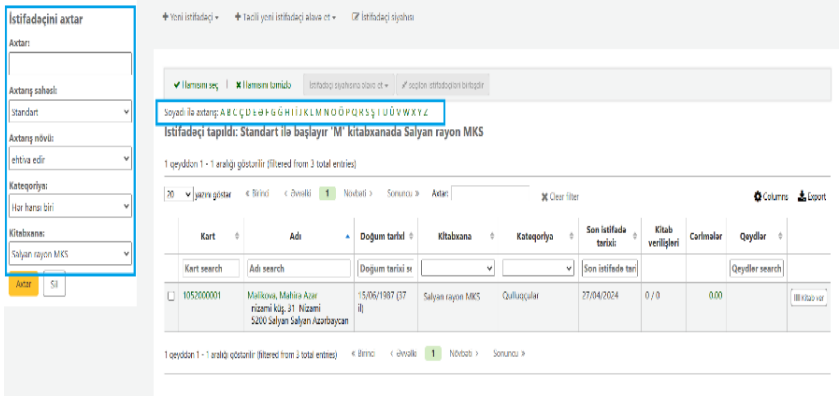 İstifadəçini axtar
Axtar:
Axtarış sahəsi:
Standart
Axtarış növü:
ehtiva edir
Kateqoriya:
Hər hansı biri
Kitabxana:
Salyan rayon MKS
Axtar Sil
+ Yeni istifadəçi + Təcili yeni istifadəçi əlavə et İstifadəçi siyahısı
Hamısını seç | Hamısını təmizlə İstifadəçi siyahısına əlavə et seçilən istifadəçiləri birləşdir
Soyadı ilə axtarış: A B C Ç D E Ə F G Ğ H I İ J K L M N O Ö P Q R S Ş T U Ü V W X Y Z
İstifadəçi tapıldı: Standart ilə başlayır 'M' kitabxanada Salyan rayon MKS
1 qeyddən 1 - 1 aralığı göstərilir (filtered from 3 total entries)
20 yazını göstər « Birinci < Əvvəlki 1 Növbəti > Sonuncu » Axtar: Clear filter Columns Export
Kart Adı Doğum tarixi Kitabxana Kateqoriya Son istifadə tarixi: Kitab verilişləri Cərimələr Qeydlər
Kart search Adı search Doğum tarixi se Son istifadə tari Qeydlər search
1052000001 Məlikova, Mahirə Azər 15/06/1987 (37 il) Salyan rayon MKS Qulluqçular 27/04/2024 0 / 0 0.00 Kitab ver
nizami küç. 31 Nizami
5200 Salyan Salyan Azərbaycan
1 qeyddən 1 - 1 aralığı göstərilir (filtered from 3 total entries) « Birinci < Əvvəlki 1 Növbəti > Sonuncu »